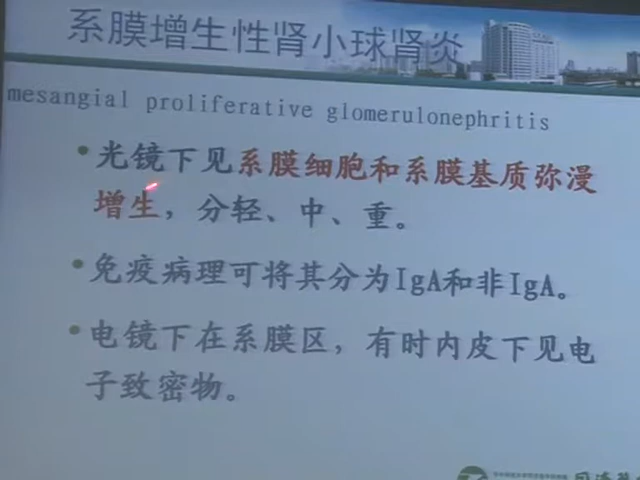 系膜增生性肾小球肾炎
mesangial proliferative glomerulonephritis
•光镜下见系膜细胞和系膜基质弥漫
增生，分轻、中、重。
•免疫病理可将其分为IgA和非IgA。
•电镜下在系膜区，有时内皮下见电
子致密物。